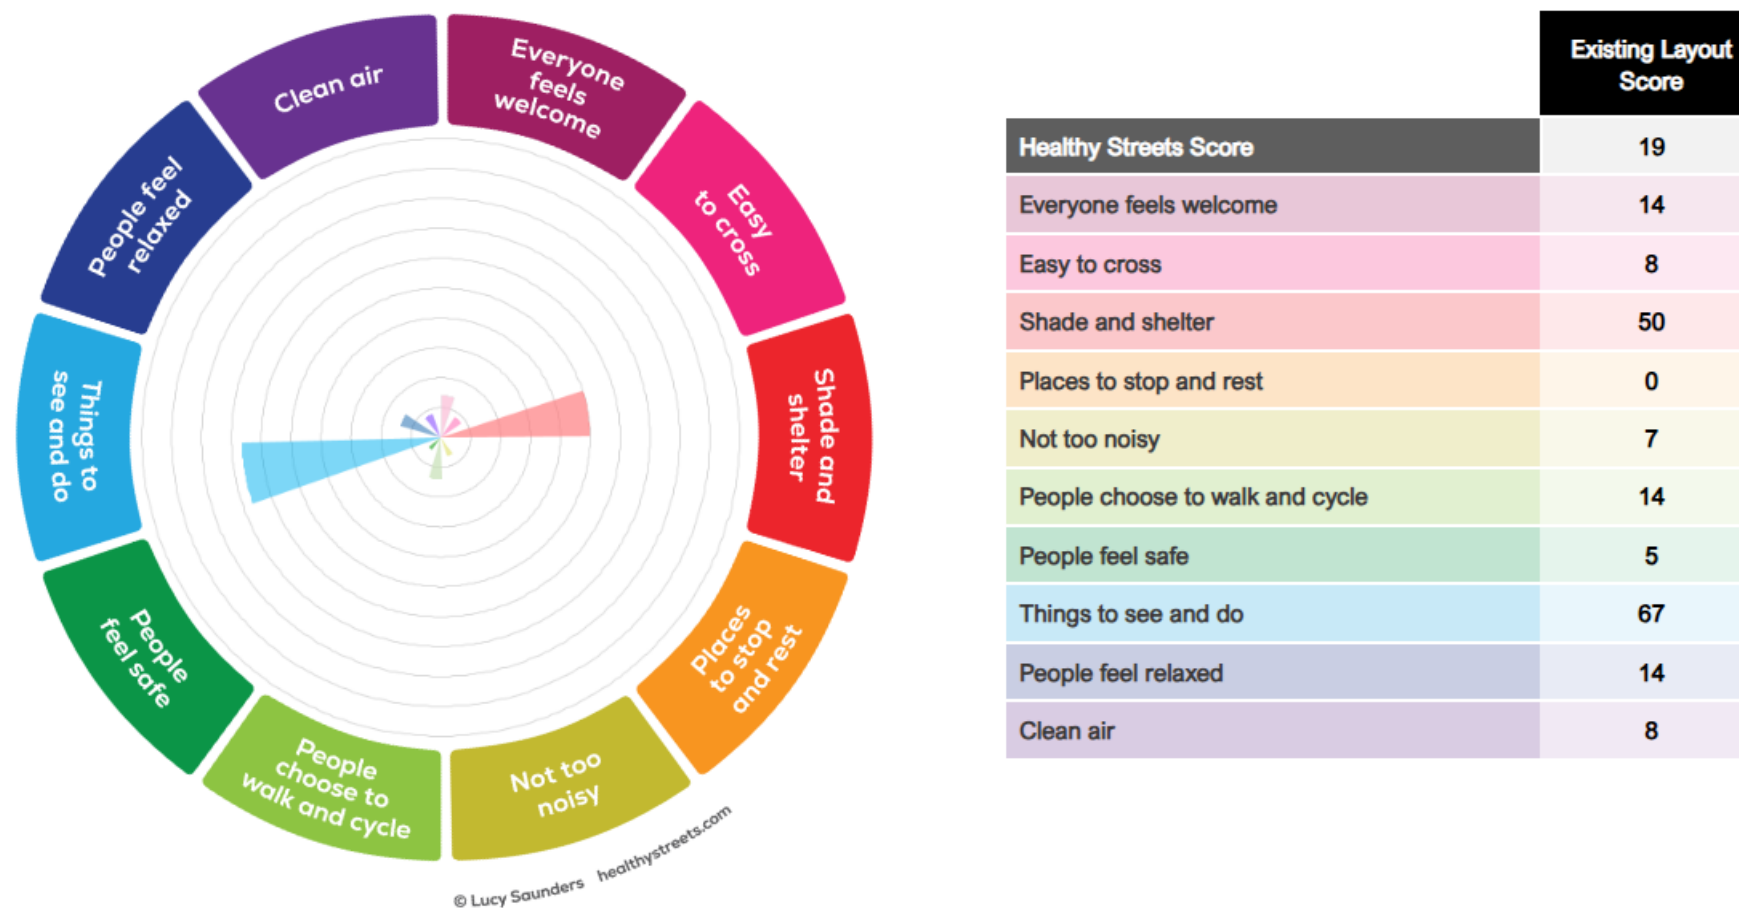 Clean air
Everyone
feels
welcome
Easy
to cross
Shade and
shelter
Places
to stop
and rest
Not too
noisy
People
choose to
walk and cycle
People
feel safe
Things to
see and do
People feel
relaxed
© Lucy Saunders healthystreets.com
Existing Layout
Score
Healthy Streets Score 19
Everyone feels welcome 14
Easy to cross 8
Shade and shelter 50
Places to stop and rest 0
Not too noisy 7
People choose to walk and cycle 14
People feel safe 5
Things to see and do 67
People feel relaxed 14
Clean air 8